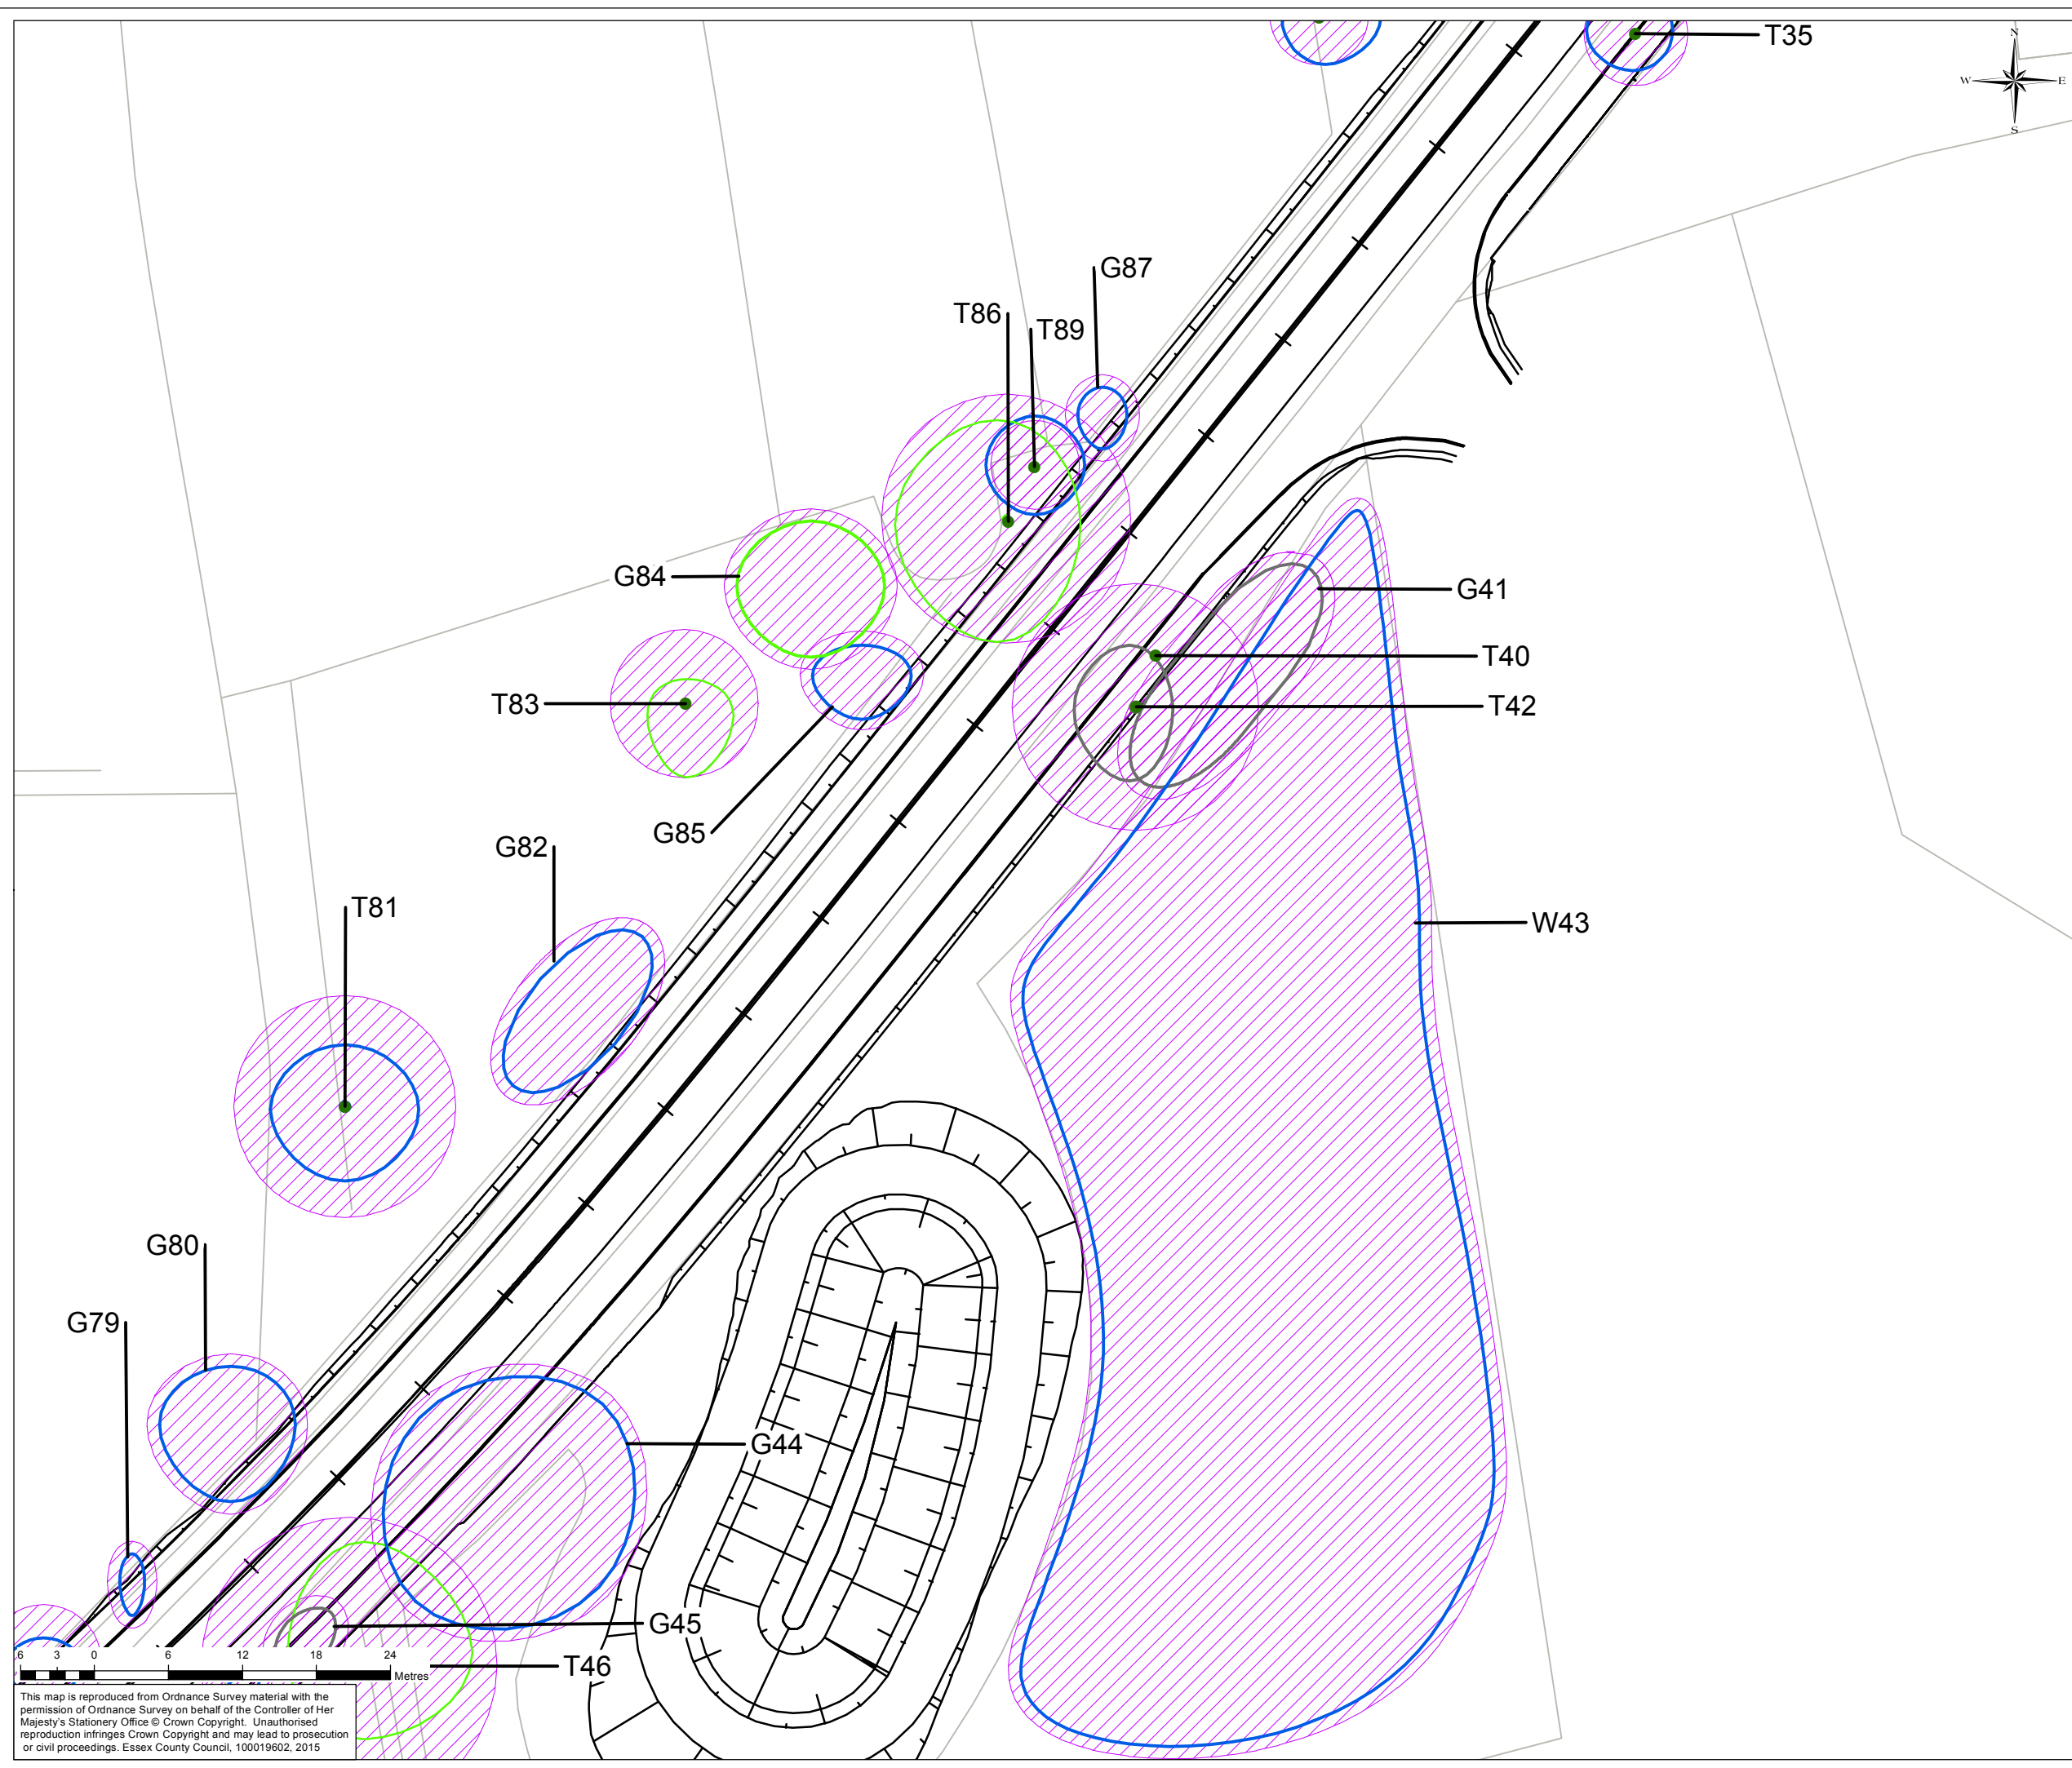 T35
N
W E
S
G87
T86
T89
G84
G41
T40
T83
T42
G85
G82
T81
W43
G80
G79
G44
G45
T46
6 3 0 6 12 18 24
Metres
This map is reproduced from Ordnance Survey material with the
permission of Ordnance Survey on behalf of the Controller of Her
Majesty's Stationery Office © Crown Copyright. Unauthorised
reproduction infringes Crown Copyright and may lead to prosecution
or civil proceedings. Essex County Council, 100019602, 2015